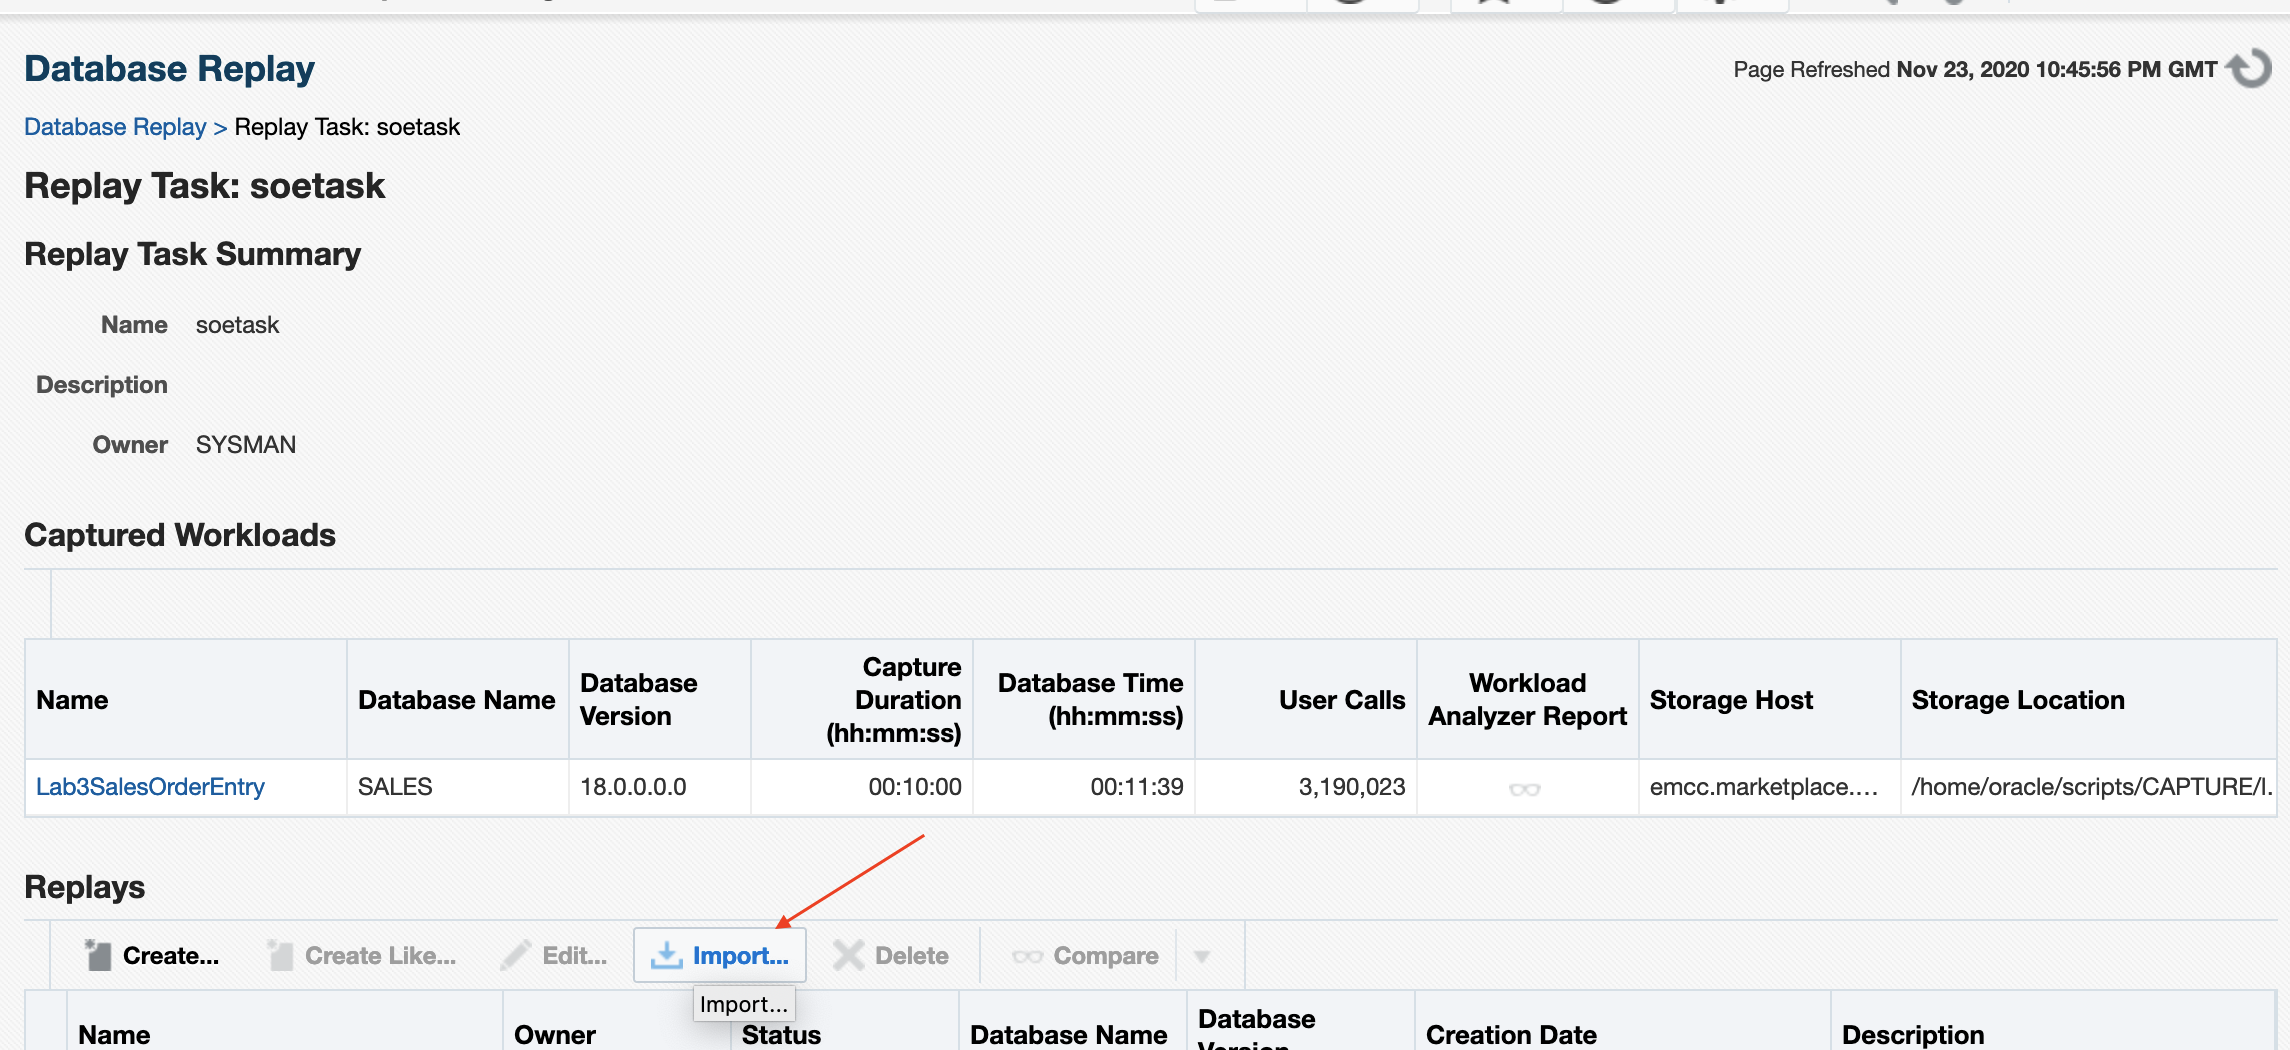 Database Replay
Page Refreshed Nov 23, 2020 10:45:56 PM GMT
Database Replay > Replay Task: soetask
Replay Task: soetask
Replay Task Summary
Name soetask
Description
Owner SYSMAN
Captured Workloads
Name Database Name Database Version Capture Duration (hh:mm:ss) Database Time (hh:mm:ss) User Calls Workload Analyzer Report Storage Host Storage Location
Lab3SalesOrderEntry SALES 18.0.0.0.0 00:10:00 00:11:39 3,190,023 emcc.marketplace.... /home/oracle/scripts/CAPTURE/l.
Replays
Create... Create Like... Edit... Import... Delete Compare
Import...
Name Owner Status Database Name Database Version Creation Date Description